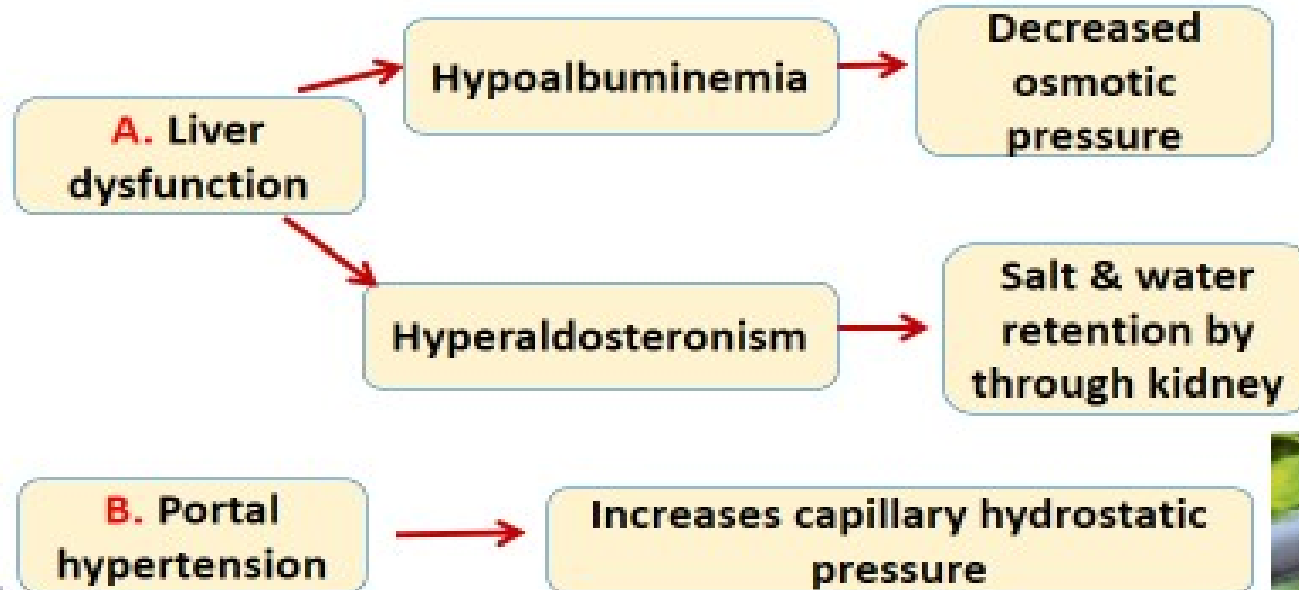 Decreased
osmotic
pressure
Hypoalbuminemia
A. Liver
dysfunction
Salt & water
retention by
through kidney
Hyperaldosteronism
B. Portal
hypertension
Increases capillary hydrostatic
pressure